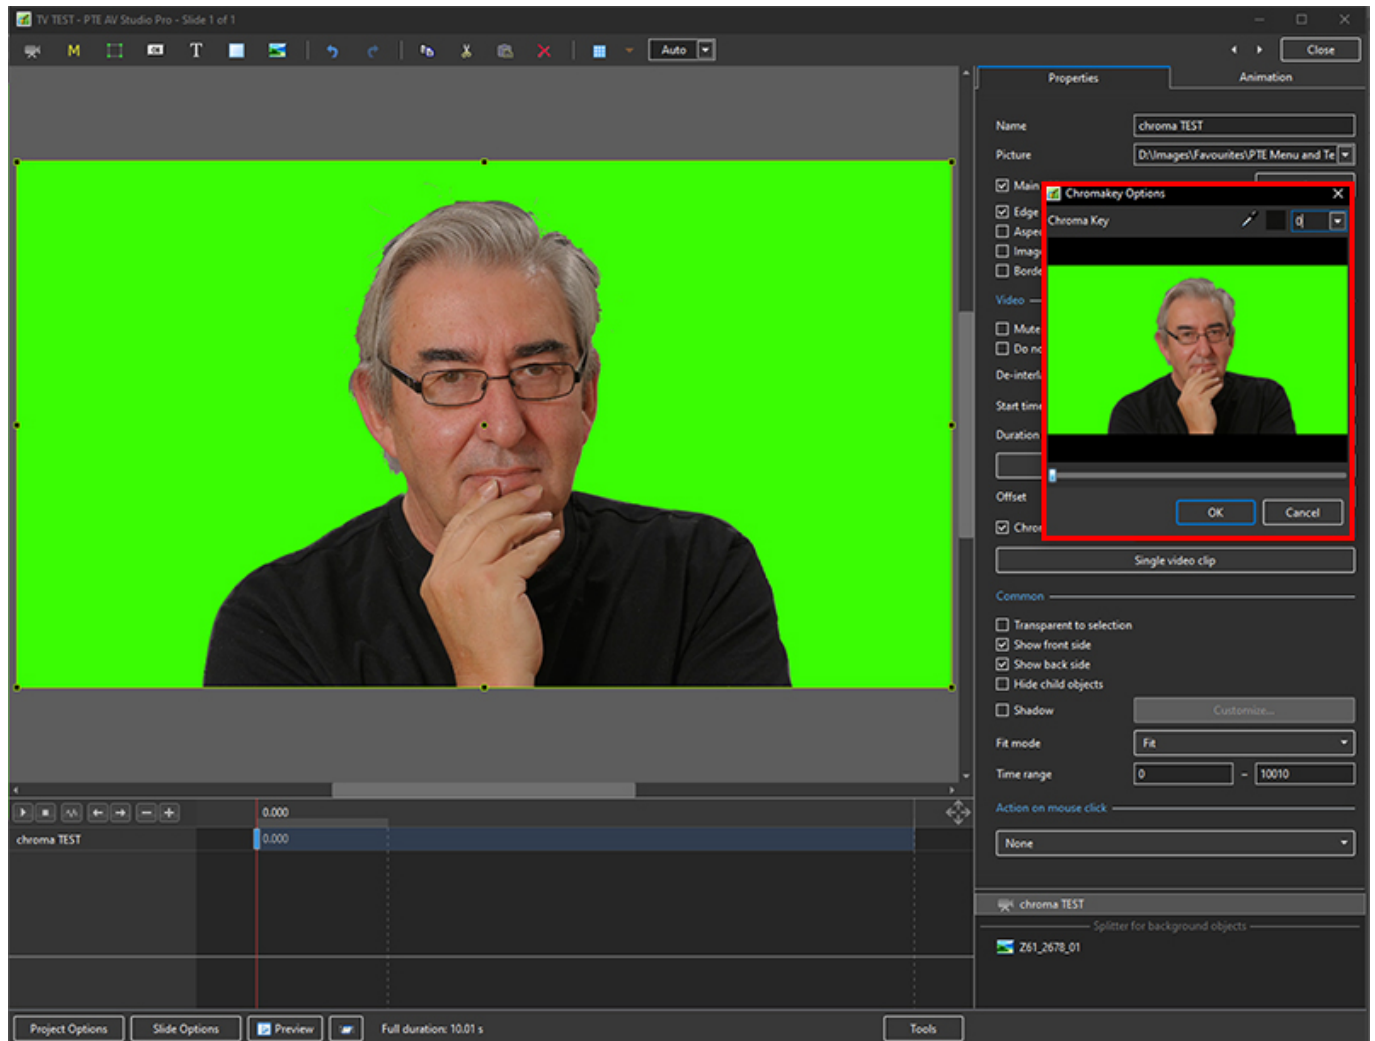 TV TEST - PTE AV Studio Pro - Slide 1 of 1
M
OK
T
Auto
Close
Properties
Animation
Name
chroma TEST
Picture
D:\Images\Favourites\PTE Menu and Te
Main
Edge
Aspe
Imag
Borde
Chromakey Options
Chroma Key
0
Video
Mute
Do no
De-interl
Start time
Duration
Offset
OK
Cancel
Chro
Single video clip
Common
Transparent to selection
Show front side
Show back side
Hide child objects
Shadow
Customize...
Fit mode
Fit
Time range
0 – 10010
Action on mouse click
None
0.000
chroma TEST
0.000
chroma TEST
Splitter for background objects
Z61_2678_01
Project Options
Slide Options
Preview
Full duration: 10.01 s
Tools